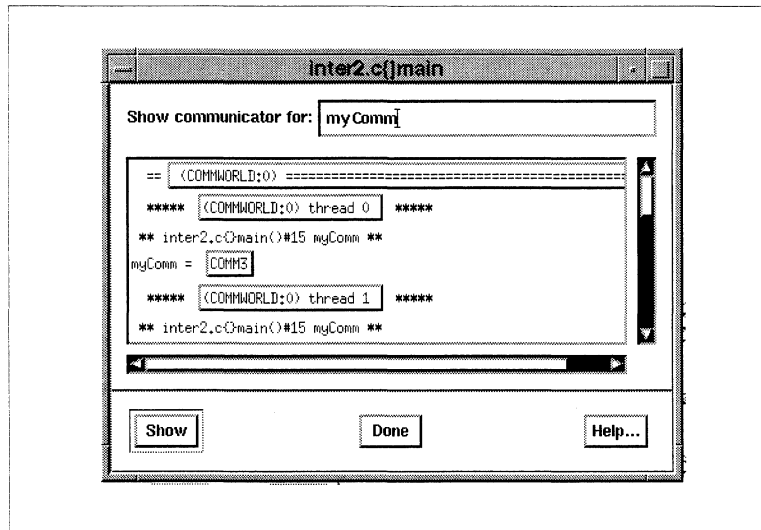 inter2.c{}main
Show communicator for: myComm
== (COMMWORLD:0) =============================================
***** (COMMWORLD:0) thread 0 *****
** inter2.c{}main()#15 myComm **
myComm = COMM3
***** (COMMWORLD:0) thread 1 *****
** inter2.c{}main()#15 myComm **
Show Done Help...